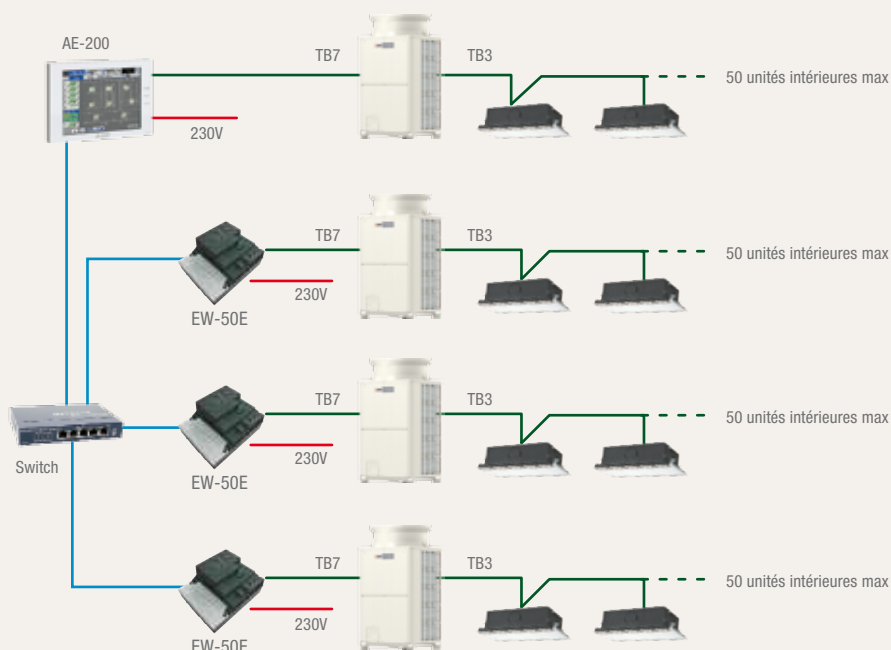 AE-200
TB7
TB3
50 unités intérieures max
230V
TB7
TB3
50 unités intérieures max
230V
EW-50E
TB7
TB3
50 unités intérieures max
230V
Switch
EW-50E
TB7
TB3
50 unités intérieures max
230V
EW-50E